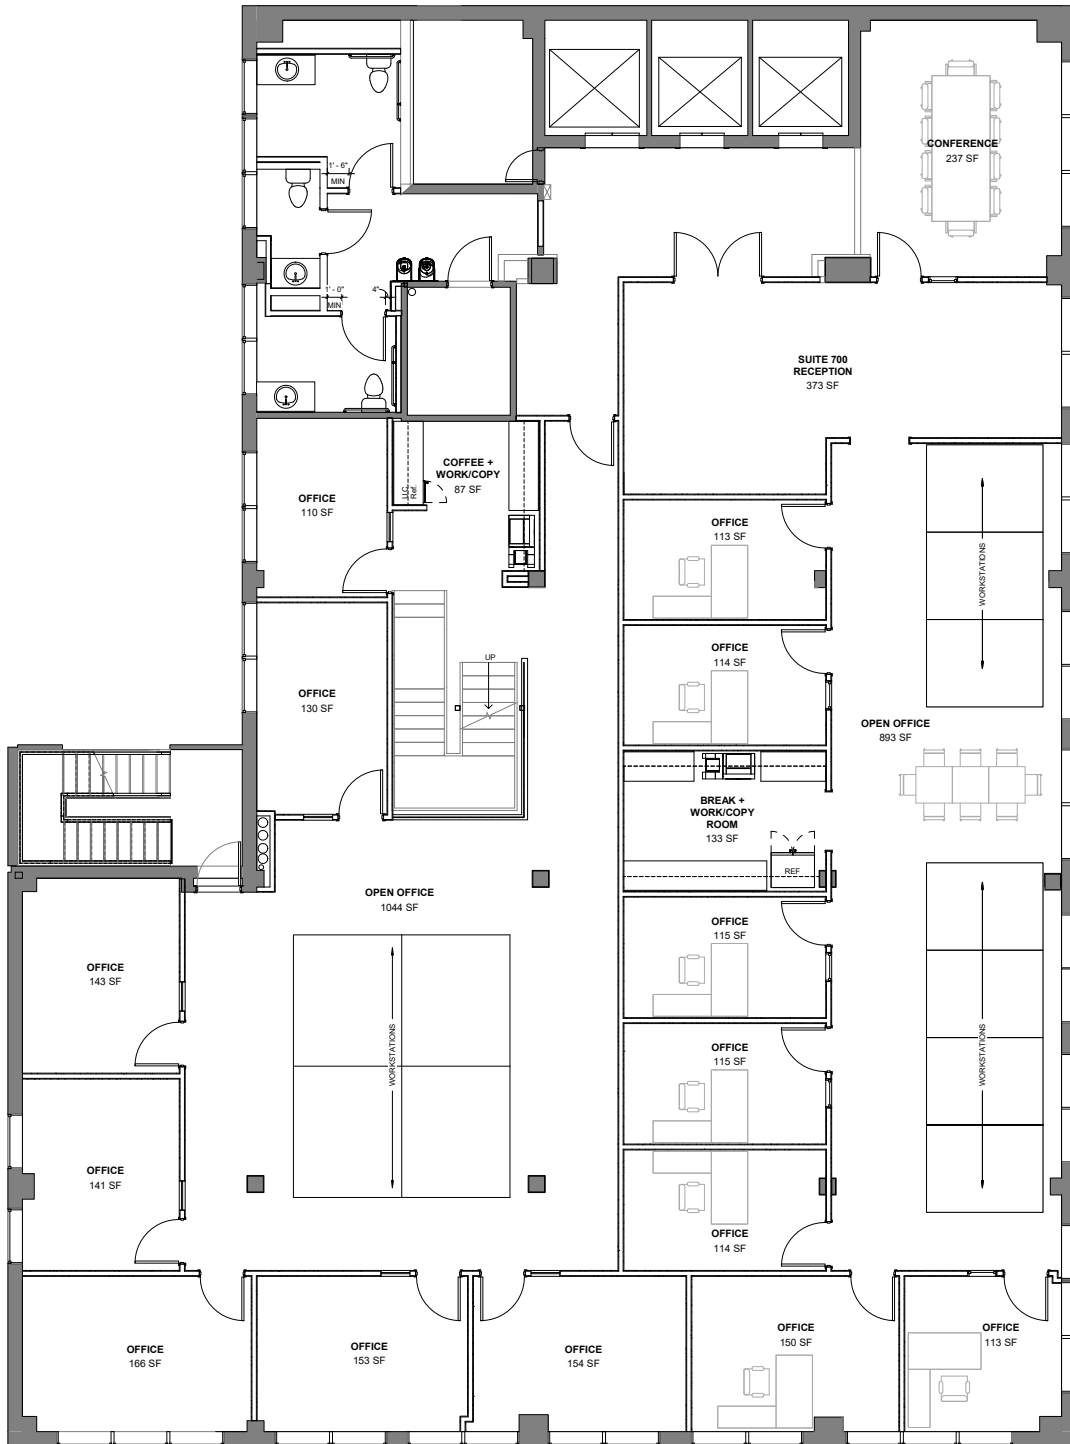 CONFERENCE
237 SF
1' - 6"
MIN
1' - 0"
MIN
4"
SUITE 700
RECEPTION
373 SF
COFFEE +
WORK/COPY
87 SF
U.C.
Ref.
OFFICE
110 SF
OFFICE
113 SF
WORKSTATIONS
OFFICE
114 SF
UP
OFFICE
130 SF
OPEN OFFICE
893 SF
BREAK +
WORK/COPY
ROOM
133 SF
REF
OPEN OFFICE
1044 SF
OFFICE
115 SF
OFFICE
143 SF
WORKSTATIONS
WORKSTATIONS
OFFICE
115 SF
OFFICE
141 SF
OFFICE
114 SF
OFFICE
166 SF
OFFICE
153 SF
OFFICE
154 SF
OFFICE
150 SF
OFFICE
113 SF